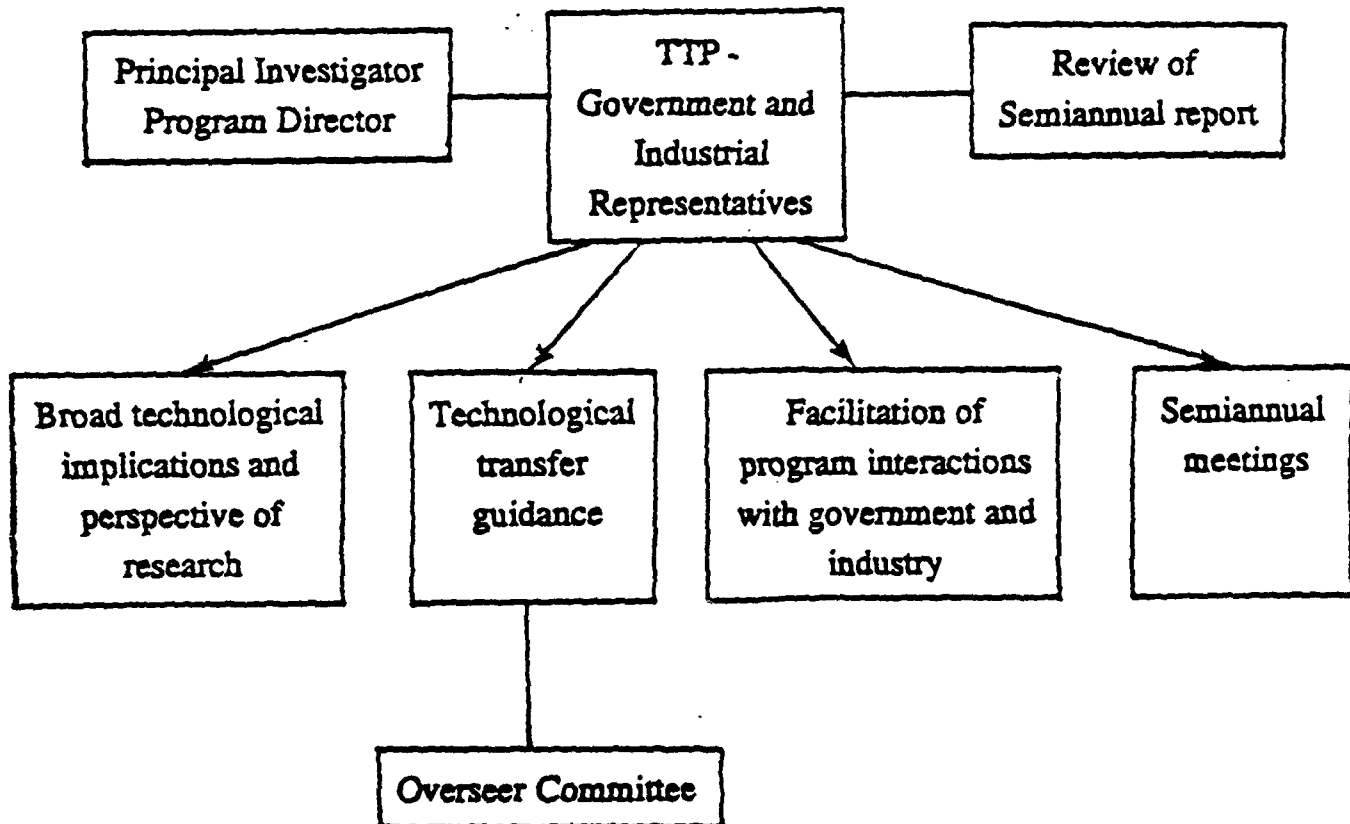 Principal Investigator
Program Director
TTP -
Government and
Industrial
Representatives
Review of
Semiannual report
Broad technological
implications and
perspective of
research
Technological
transfer
guidance
Facilitation of
program interactions
with government and
industry
Semiannual
meetings
Overseer Committee